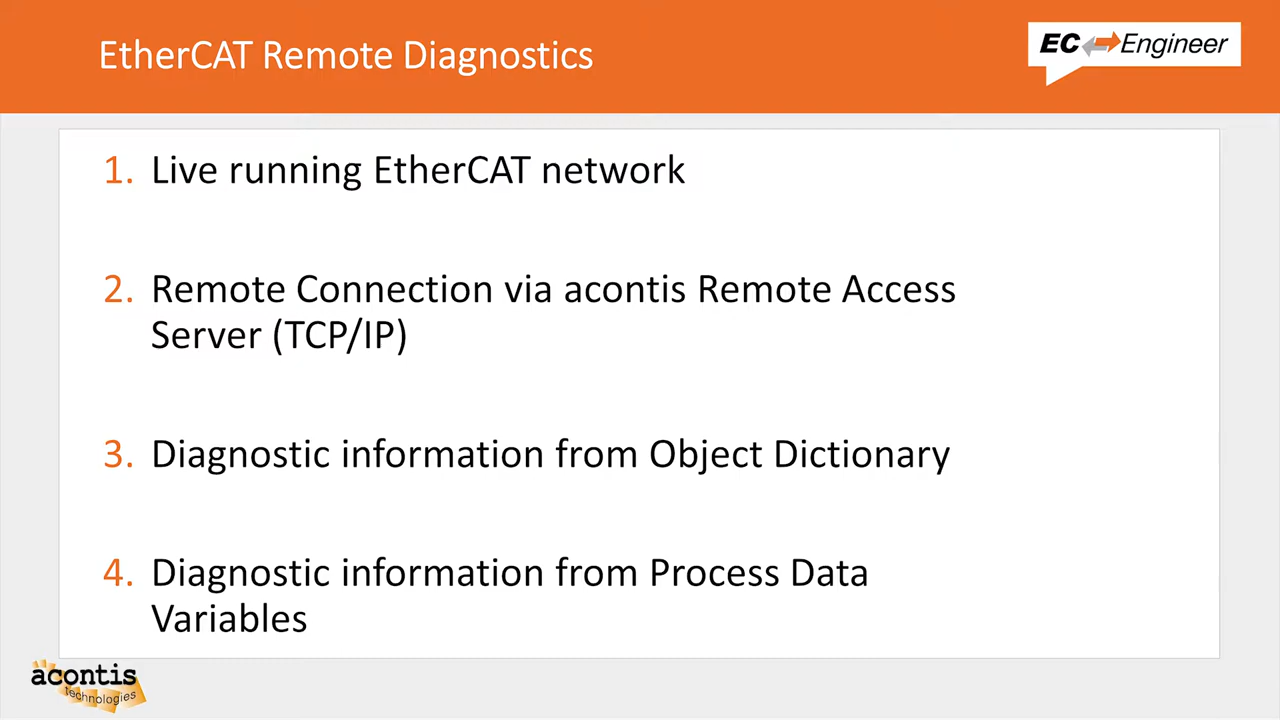 EtherCAT Remote Diagnostics
EC Engineer
1. Live running EtherCAT network
2. Remote Connection via acontis Remote Access
Server (TCP/IP)
3. Diagnostic information from Object Dictionary
4. Diagnostic information from Process Data
Variables
acontis
technologies